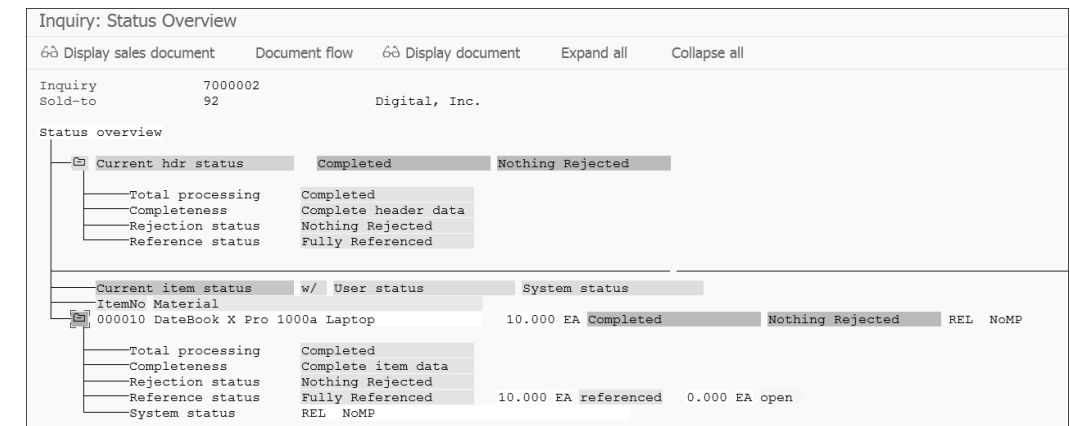 Inquiry: Status Overview
Display sales document Document flow Display document Expand all Collapse all
Inquiry 7000002
Sold-to 92 Digital, Inc.
Status overview
Current hdr status Completed Nothing Rejected
Total processing Completed
Completeness Complete header data
Rejection status Nothing Rejected
Reference status Fully Referenced
Current item status w/ User status System status
ItemNo Material
000010 DateBook X Pro 1000a Laptop 10.000 EA Completed Nothing Rejected REL NoMP
Total processing Completed
Completeness Complete item data
Rejection status Nothing Rejected
Reference status Fully Referenced 10.000 EA referenced 0.000 EA open
System status REL NoMP